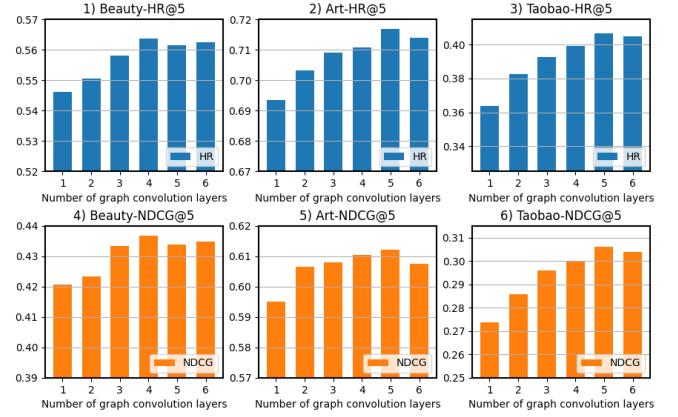 1) Beauty-HR@5
0.57
0.56
0.55
0.54
0.53
0.52
HR
1 2 3 4 5 6
Number of graph convolution layers
2) Art-HR@5
0.72
0.71
0.70
0.69
0.68
0.67
HR
1 2 3 4 5 6
Number of graph convolution layers
3) Taobao-HR@5
0.40
0.38
0.36
0.34
HR
1 2 3 4 5 6
Number of graph convolution layers
4) Beauty-NDCG@5
0.44
0.43
0.42
0.41
0.40
0.39
NDCG
1 2 3 4 5 6
Number of graph convolution layers
5) Art-NDCG@5
0.62
0.61
0.60
0.59
0.58
0.57
NDCG
1 2 3 4 5 6
Number of graph convolution layers
6) Taobao-NDCG@5
0.31
0.30
0.29
0.28
0.27
0.26
0.25
NDCG
1 2 3 4 5 6
Number of graph convolution layers